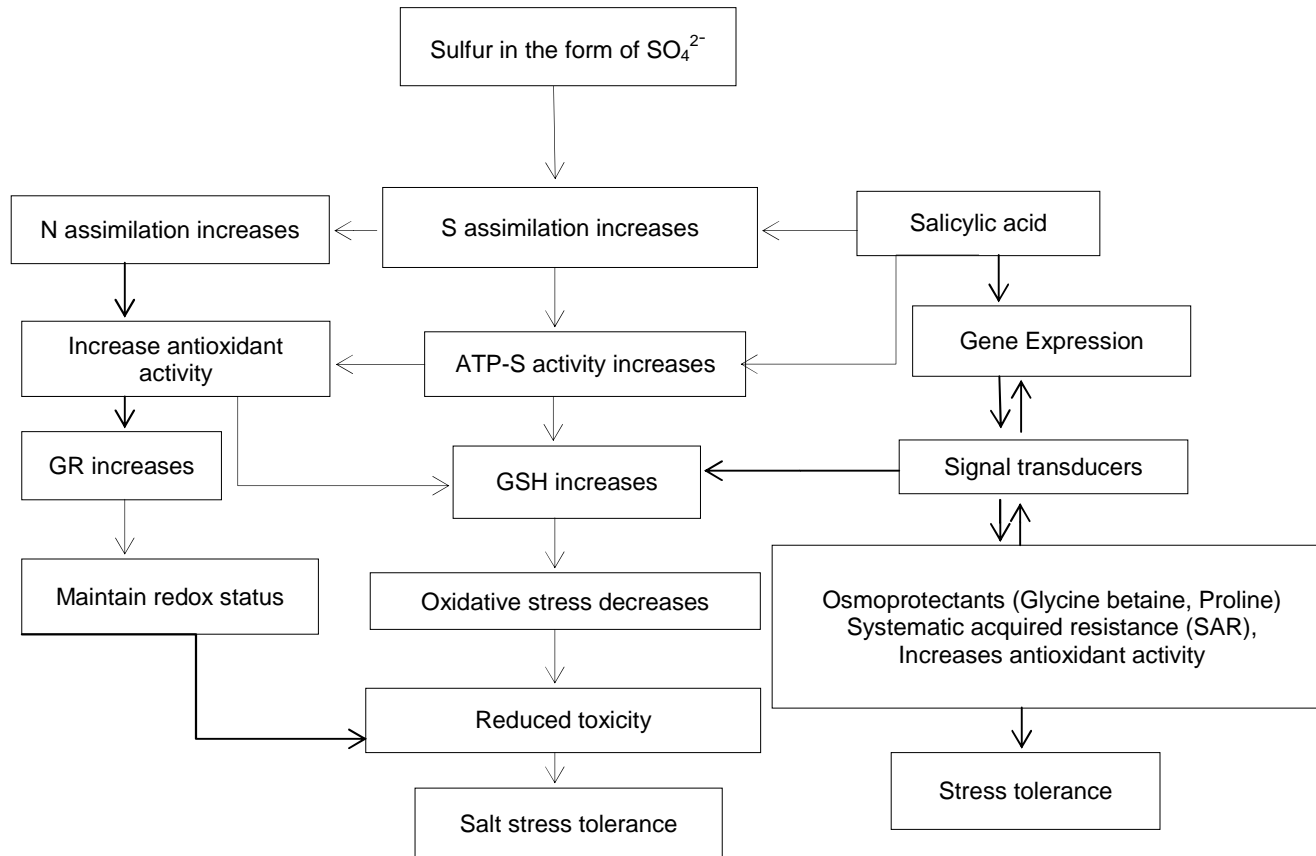 Sulfur in the form of SO₄²⁻
N assimilation increases
S assimilation increases
Salicylic acid
Increase antioxidant
activity
ATP-S activity increases
Gene Expression
GR increases
GSH increases
Signal transducers
Maintain redox status
Oxidative stress decreases
Osmoprotectants (Glycine betaine, Proline)
Systematic acquired resistance (SAR),
Increases antioxidant activity
Reduced toxicity
Stress tolerance
Salt stress tolerance